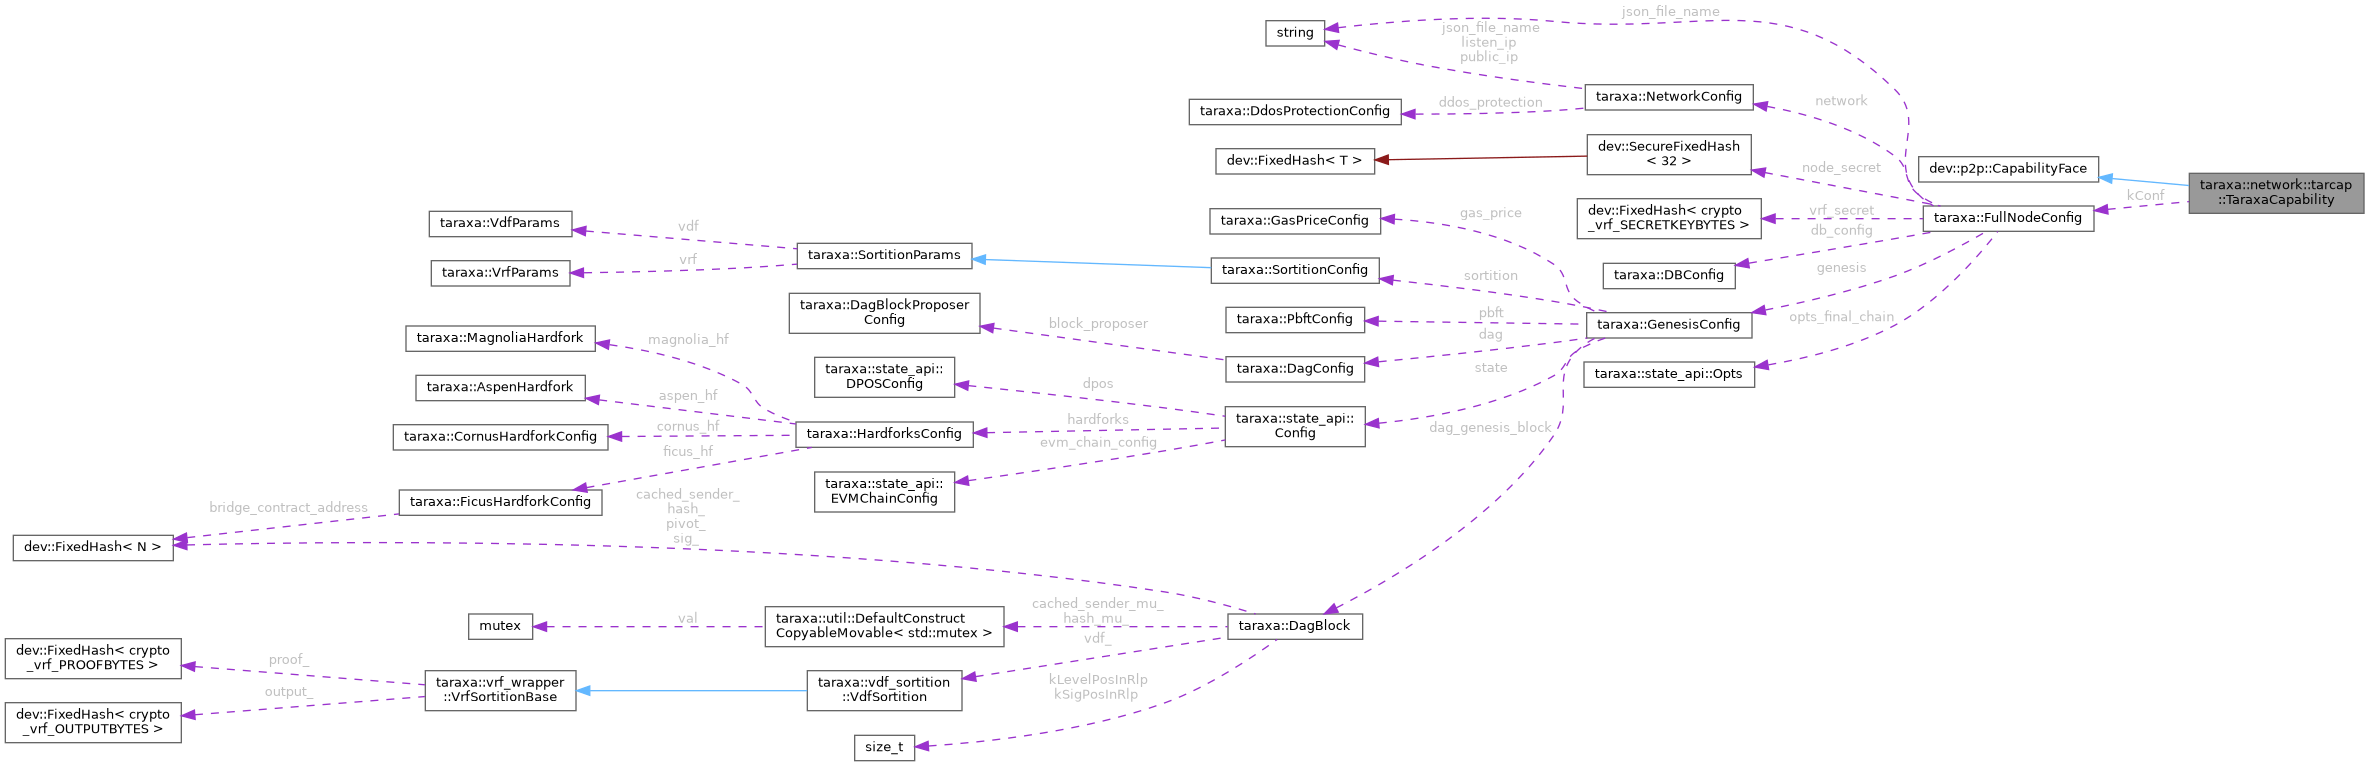 json_file_name
string
json_file_name
listen_ip
public_ip
taraxa::NetworkConfig
network
taraxa::DdosProtectionConfig
ddos_protection
dev::SecureFixedHash
< 32 >
dev::FixedHash< T >
node_secret
dev::p2p::CapabilityFace
taraxa::network::tarcap
::TaraxaCapability
kConf
dev::FixedHash< crypto
_vrf_SECRETKEYBYTES >
vrf_secret
taraxa::FullNodeConfig
db_config
taraxa::VdfParams
vdf
taraxa::GasPriceConfig
gas_price
taraxa::VrfParams
vrf
taraxa::SortitionParams
taraxa::SortitionConfig
sortition
taraxa::DBConfig
genesis
taraxa::DagBlockProposer
Config
block_proposer
taraxa::PbftConfig
pbft
taraxa::GenesisConfig
opts_final_chain
taraxa::MagnoliaHardfork
magnolia_hf
dag
taraxa::DagConfig
state
taraxa::state_api::Opts
taraxa::state_api::
DPOSConfig
dpos
taraxa::AspenHardfork
aspen_hf
taraxa::CornusHardforkConfig
cornus_hf
taraxa::HardforksConfig
hardforks
taraxa::state_api::
Config
dag_genesis_block
evm_chain_config
ficus_hf
taraxa::state_api::
EVMChainConfig
taraxa::FicusHardforkConfig
bridge_contract_address
cached_sender_
hash_
pivot_
sig_
dev::FixedHash< N >
mutex
val
taraxa::util::DefaultConstruct
CopyableMovable< std::mutex >
cached_sender_mu_
hash_mu_
taraxa::DagBlock
vdf_
dev::FixedHash< crypto
_vrf_PROOFBYTES >
proof_
taraxa::vrf_wrapper
::VrfSortitionBase
taraxa::vdf_sortition
::VdfSortition
kLevelPosInRlp
kSigPosInRlp
output_
dev::FixedHash< crypto
_vrf_OUTPUTBYTES >
size_t